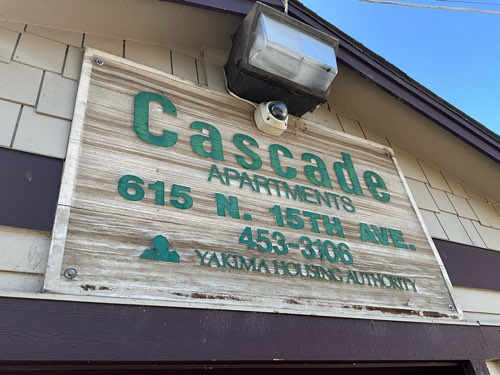 Cascade
APARTMENTS
615 N. 15TH AVE.
453-3106
YAKIMA HOUSING AUTHORITY